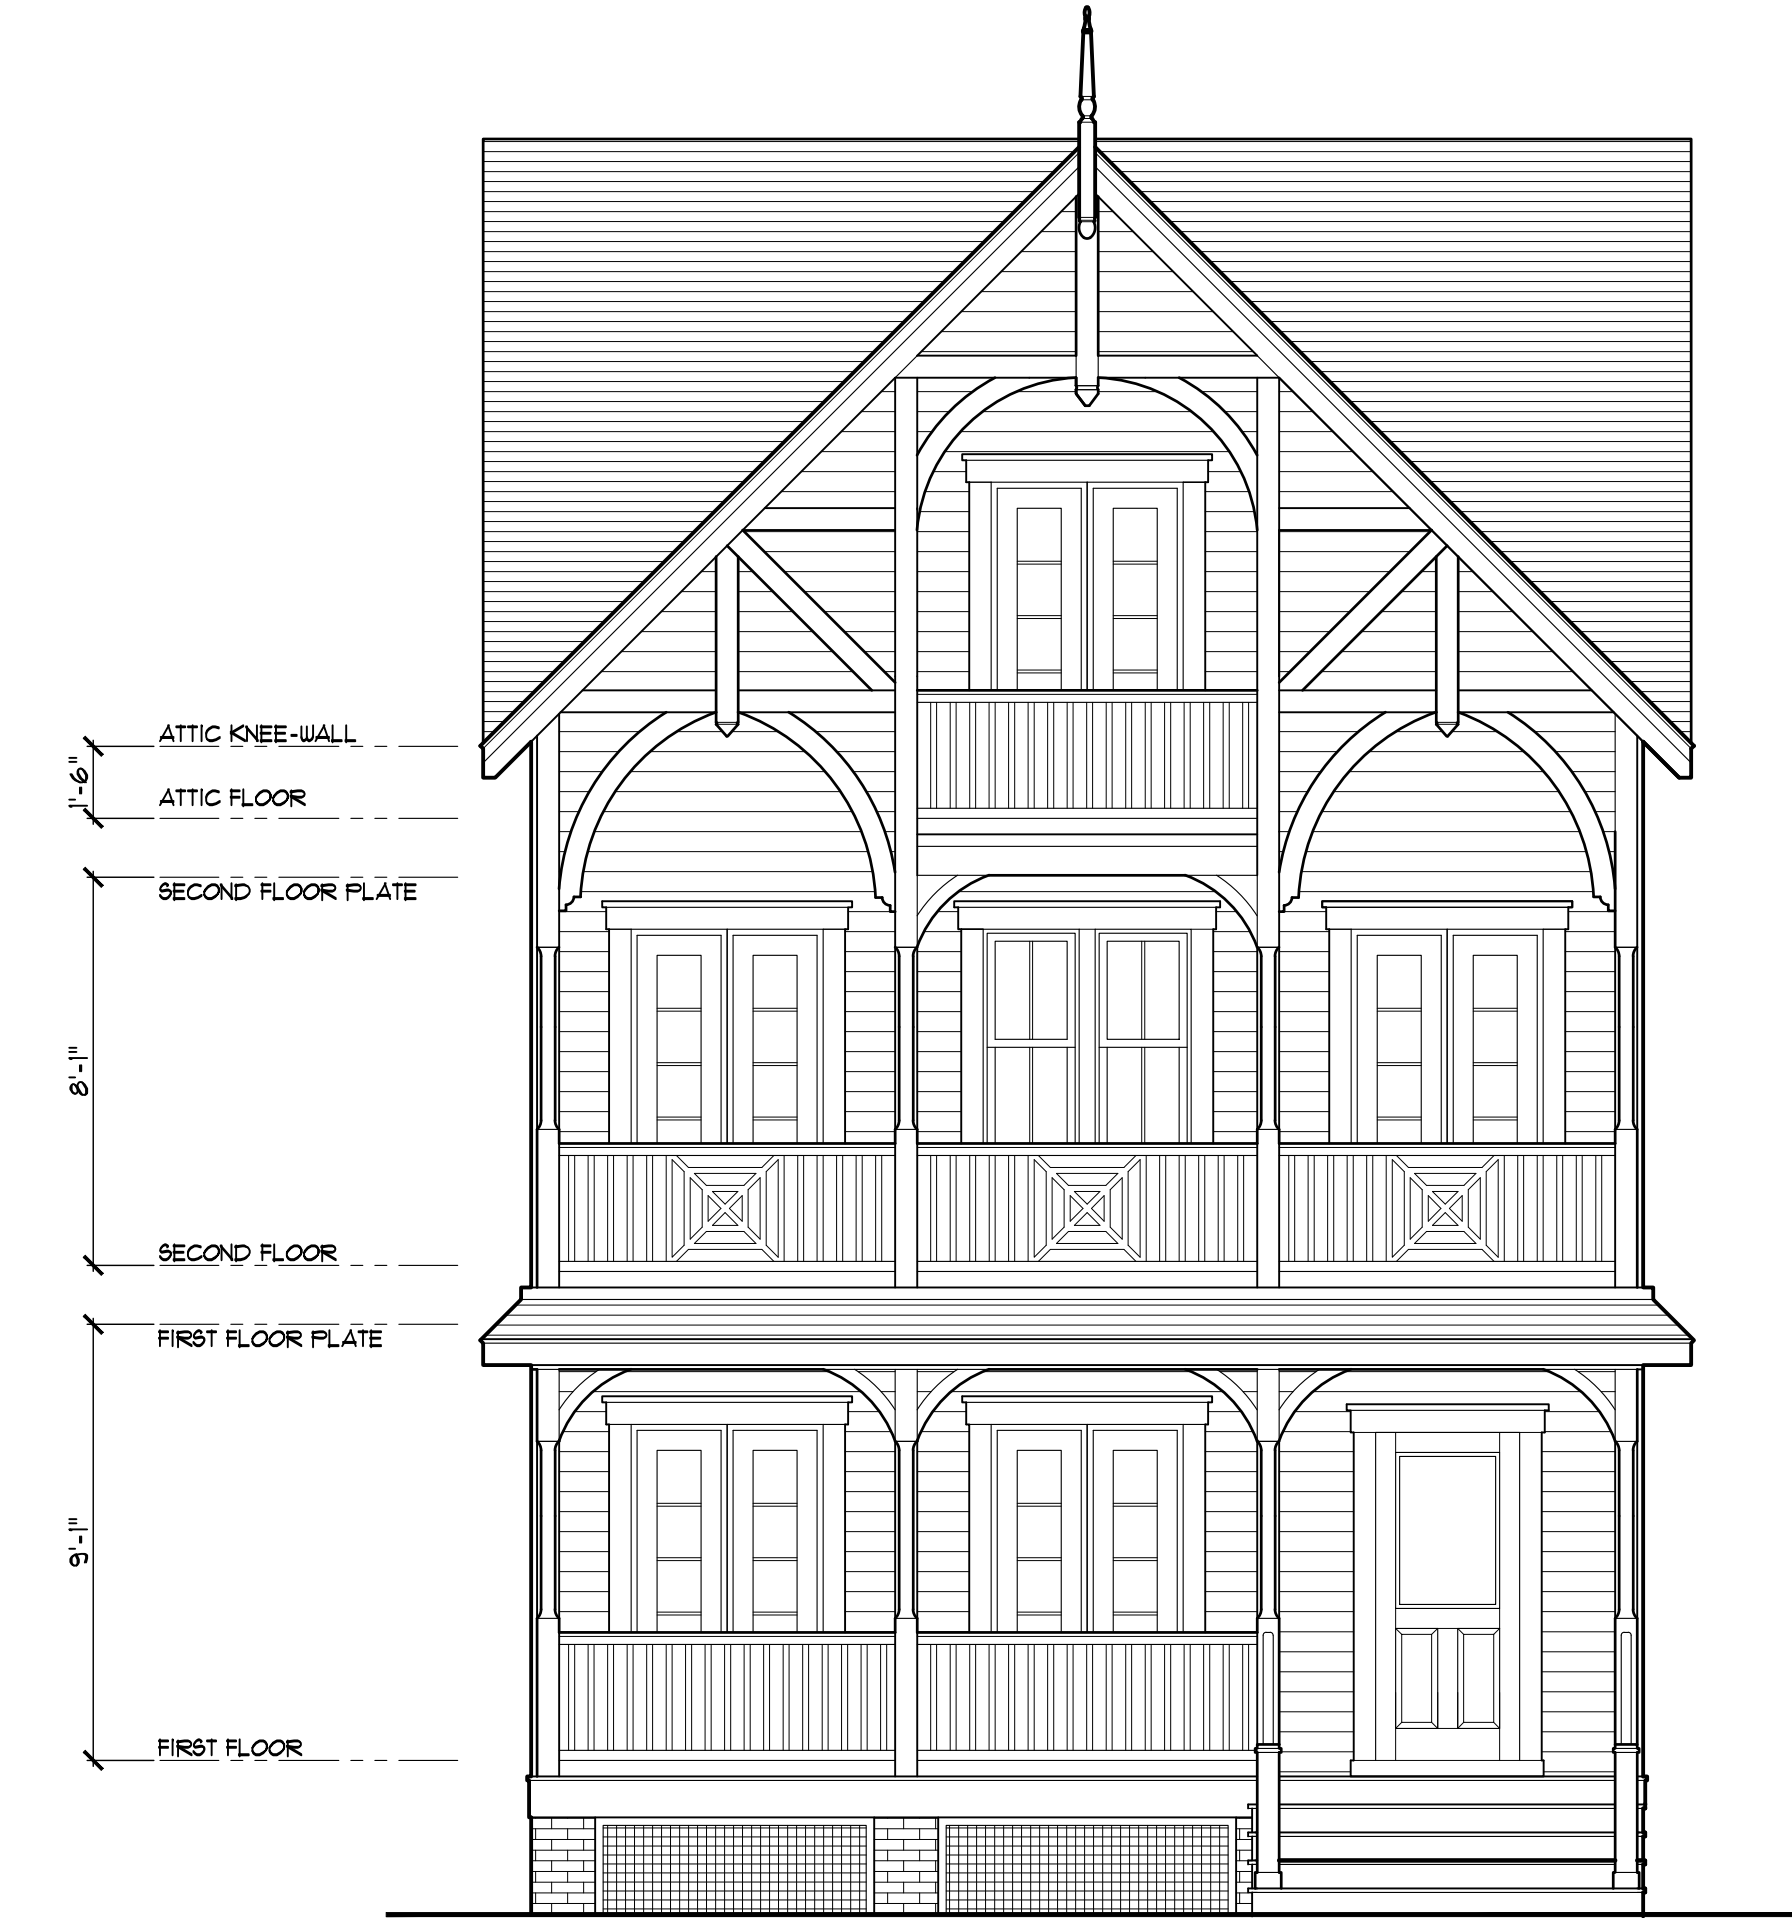 ATTIC KNEE-WALL
1'-6"
ATTIC FLOOR
SECOND FLOOR PLATE
8'-1"
SECOND FLOOR
FIRST FLOOR PLATE
9'-1"
FIRST FLOOR